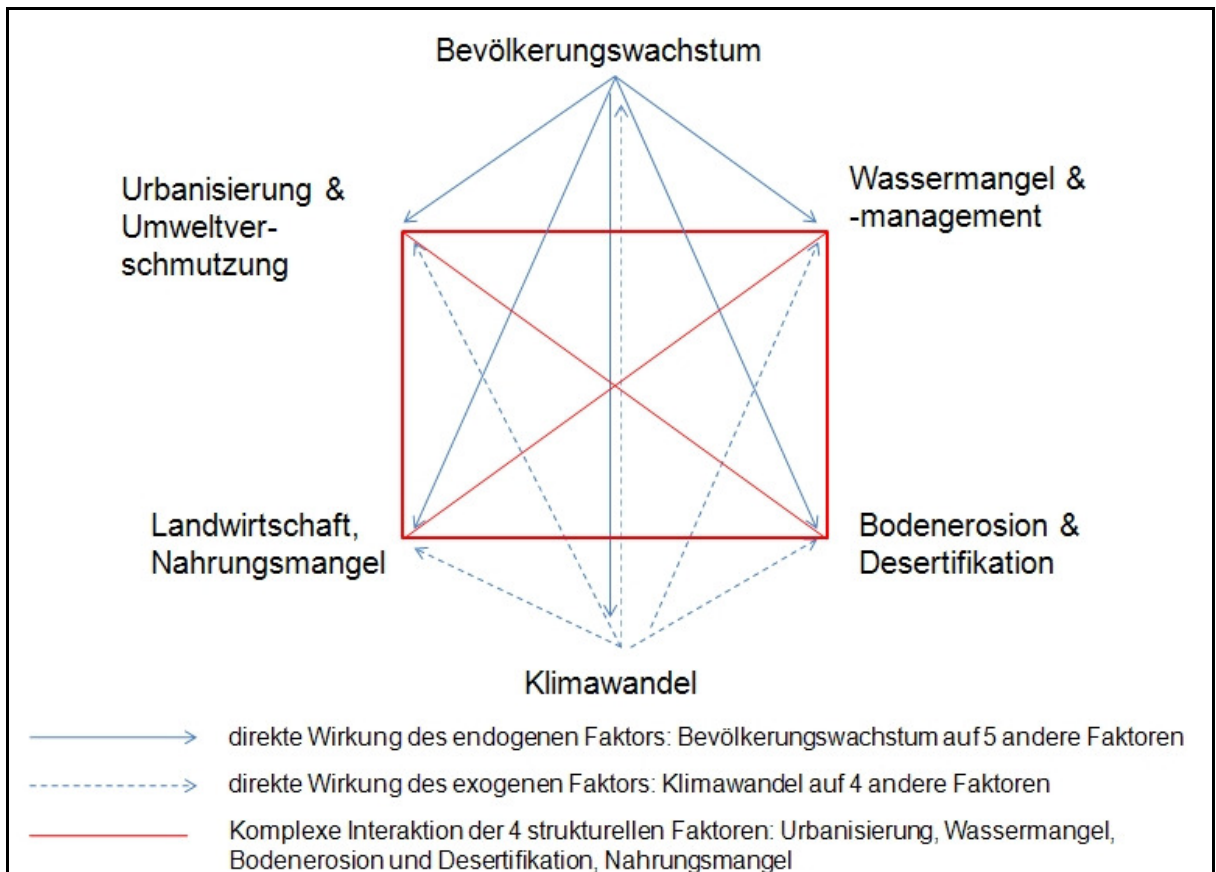 Bevölkerungswachstum
Urbanisierung &
Umweltver-
schmutzung
Wassermangel &
-management
Landwirtschaft,
Nahrungsmangel
Bodenerosion &
Desertifikation
Klimawandel
direkte Wirkung des endogenen Faktors: Bevölkerungswachstum auf 5 andere Faktoren
direkte Wirkung des exogenen Faktors: Klimawandel auf 4 andere Faktoren
Komplexe Interaktion der 4 strukturellen Faktoren: Urbanisierung, Wassermangel,
Bodenerosion und Desertifikation, Nahrungsmangel